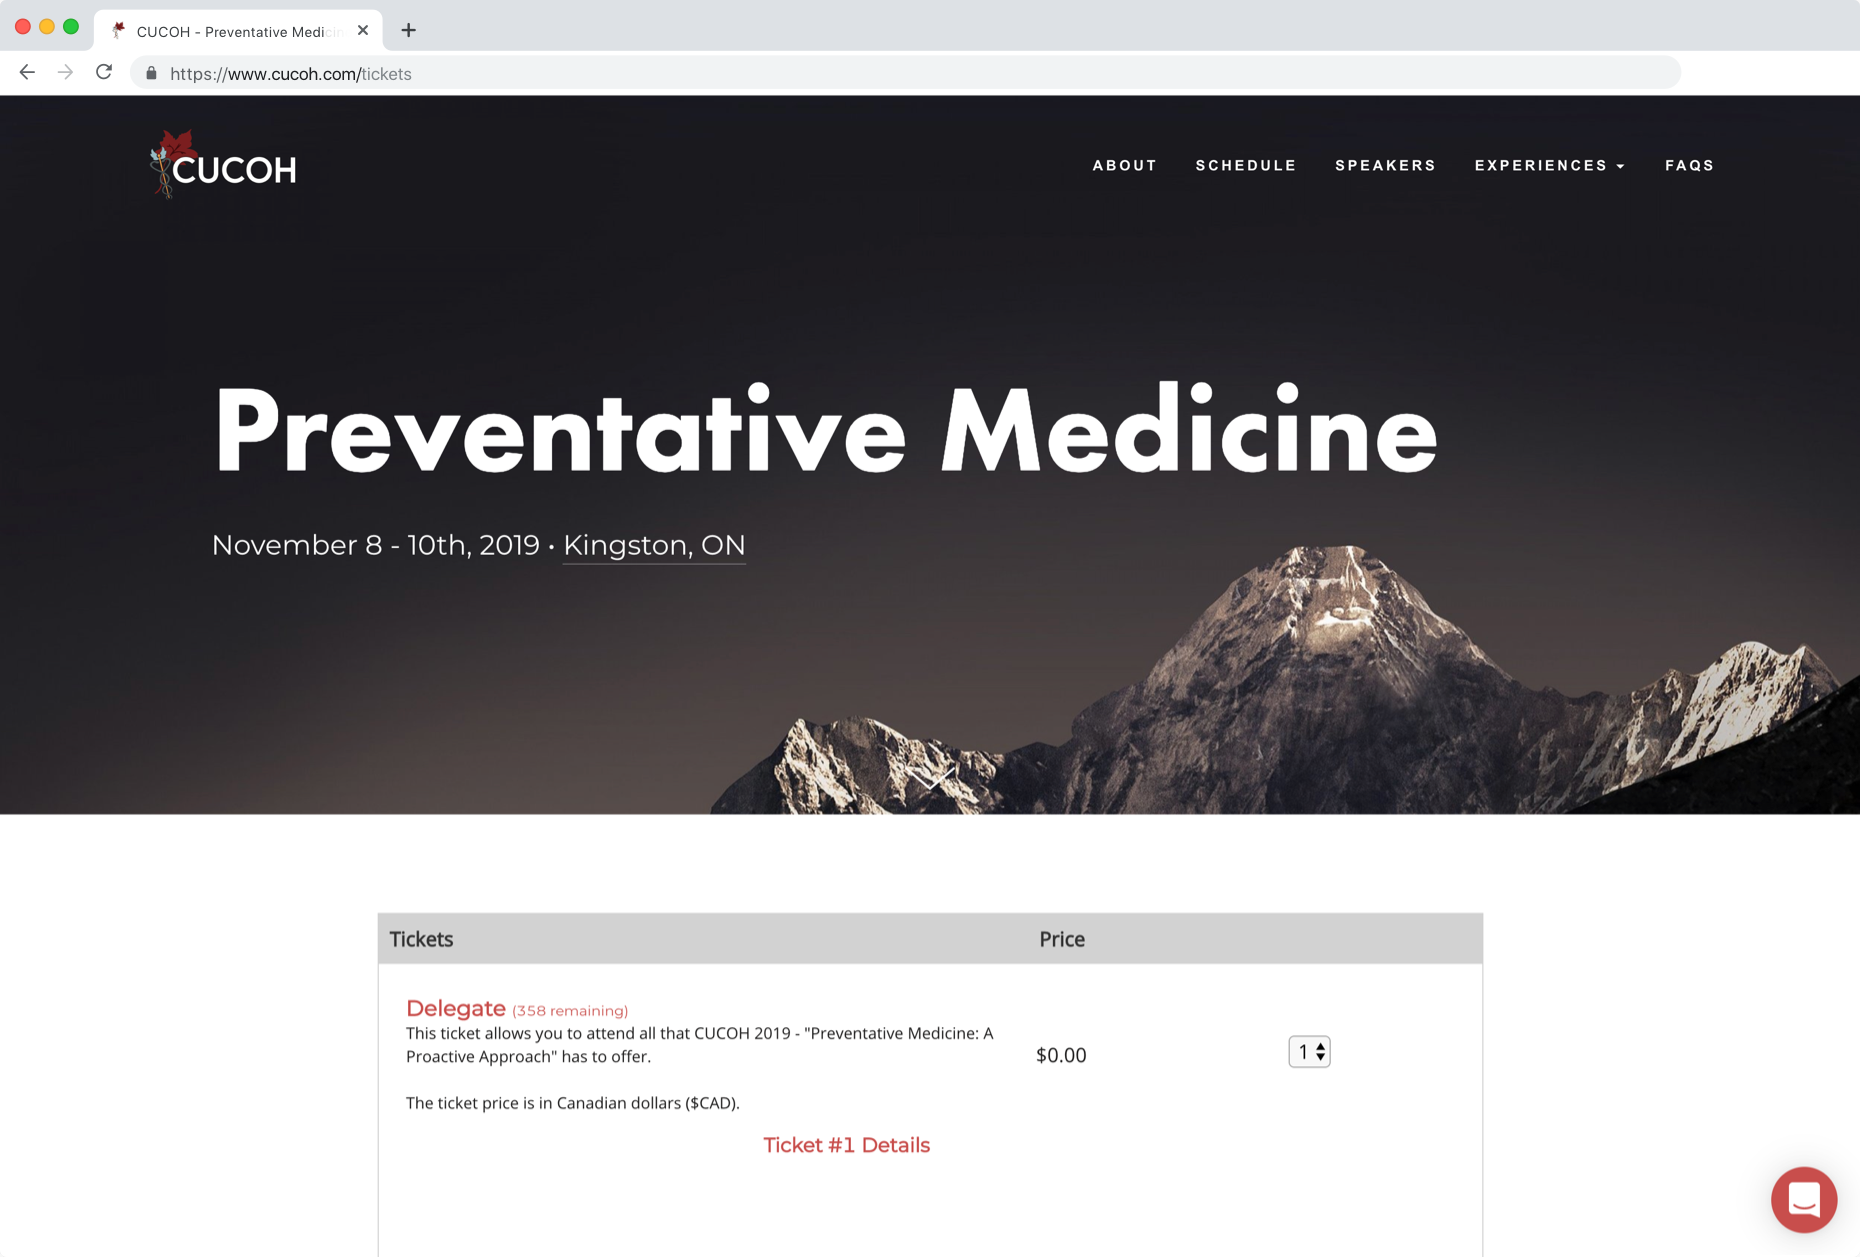 CUCOH - Preventative Medicin
https://www.cucoh.com/tickets
CUCOH
ABOUT SCHEDULE SPEAKERS EXPERIENCES FAQS
Preventative Medicine
November 8 - 10th, 2019 • Kingston, ON
Tickets Price
Delegate (358 remaining)
This ticket allows you to attend all that CUCOH 2019 - "Preventative Medicine: A
Proactive Approach" has to offer.
$0.00 1
The ticket price is in Canadian dollars ($CAD).
Ticket #1 Details